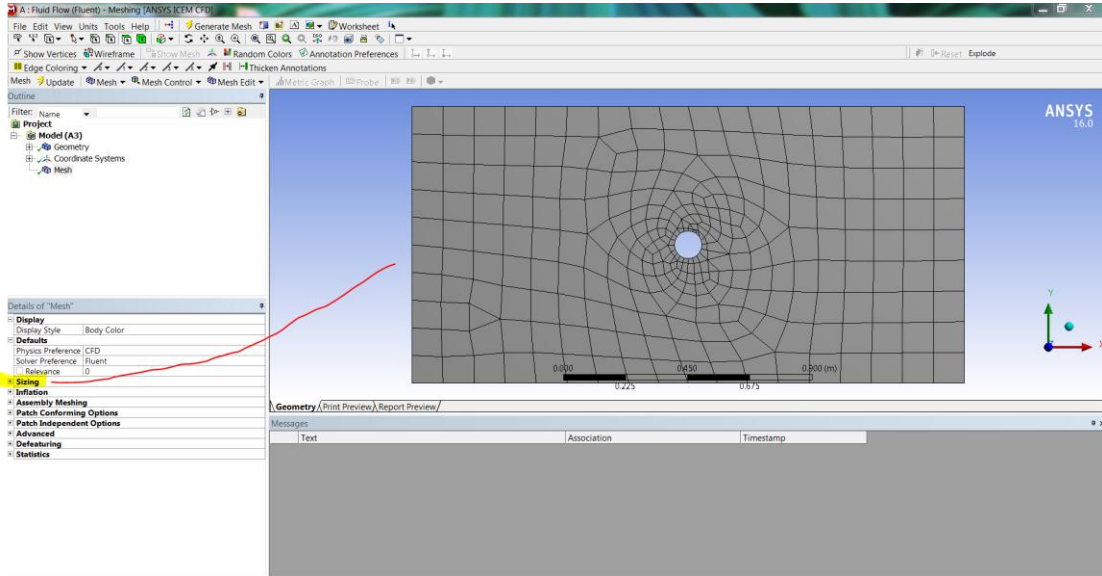 A : Fluid Flow (Fluent) - Meshing [ANSYS ICEM CFD]
File Edit View Units Tools Help Generate Mesh Worksheet
Show Vertices Wireframe Show Mesh Random Colors Annotation Preferences Reset Explode
Edge Coloring Thicken Annotations
Mesh Update Mesh Mesh Control Mesh Edit Metric Graph Probe
Outline
Filter: Name
Project
Model (A3)
Geometry
Coordinate Systems
Mesh
ANSYS
16.0
Details of "Mesh"
Display
Display Style Body Color
Defaults
Physics Preference CFD
Solver Preference Fluent
Relevance 0
Sizing
Inflation
Assembly Meshing
Patch Conforming Options
Patch Independent Options
Advanced
Defeaturing
Statistics
0.000 0.450 0.900 (m)
0.225 0.675
Y
X
Geometry Print Preview Report Preview
Messages
Text Association Timestamp